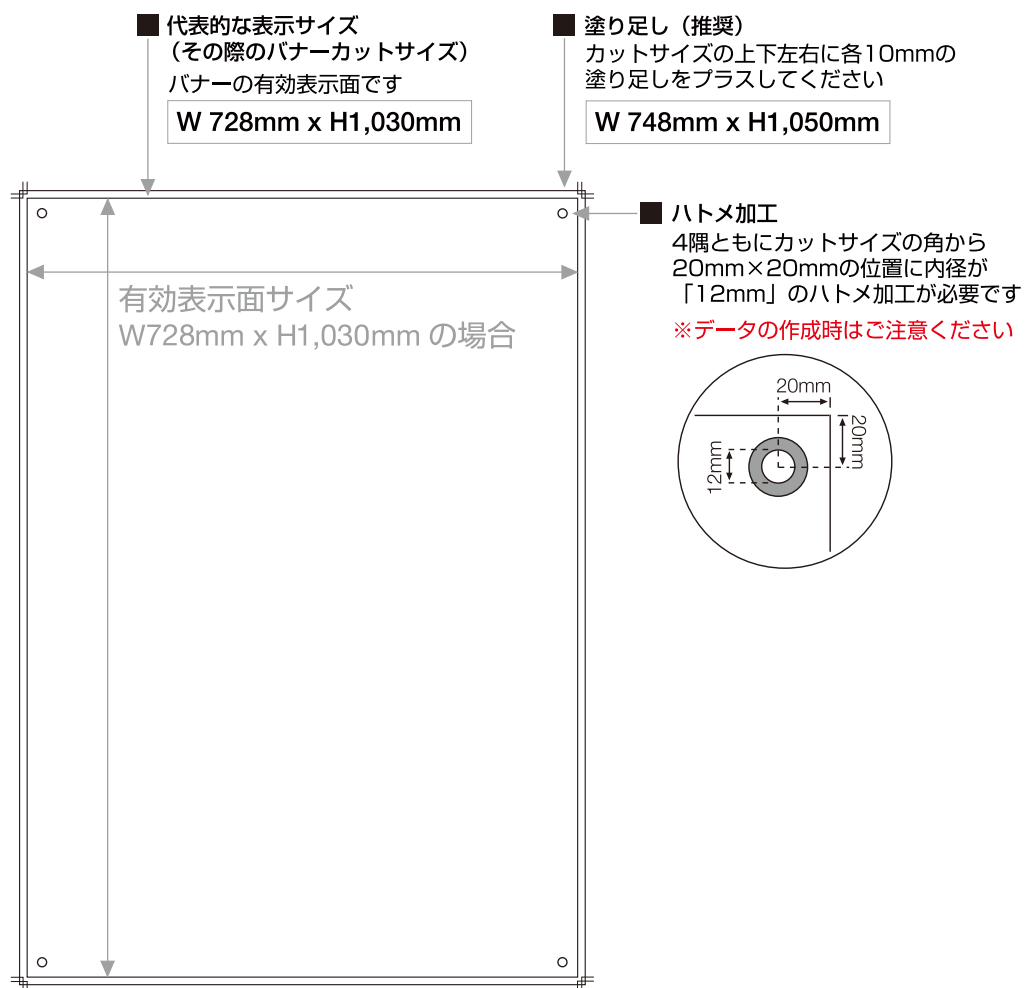 ■ 代表的な表示サイズ
（その際のバナーカットサイズ）
バナーの有効表示面です
W 728mm x H1,030mm
■ 塗り足し（推奨）
カットサイズの上下左右に各10mmの
塗り足しをプラスしてください
W 748mm x H1,050mm
■ ハトメ加工
4隅ともにカットサイズの角から
20mm×20mmの位置に内径が
「12mm」のハトメ加工が必要です
※データの作成時はご注意ください
有効表示面サイズ
W728mm x H1,030mm の場合
20mm
20mm
12mm